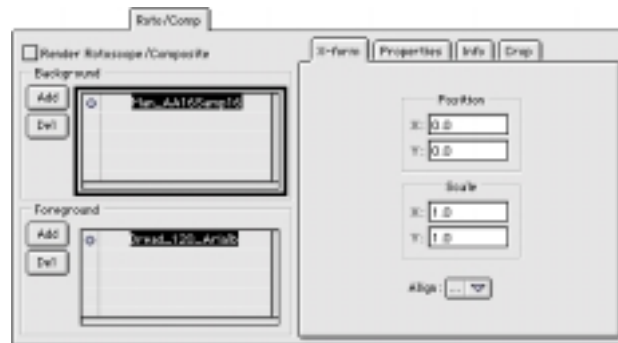 Roto/Comp
Render Rotoscope/Composite
X-form
Properties
Info
Crop
Background
Add
Del
Position
X: 0.0
Y: 0.0
Scale
X: 1.0
Y: 1.0
Foreground
Add
Del
Align: ...